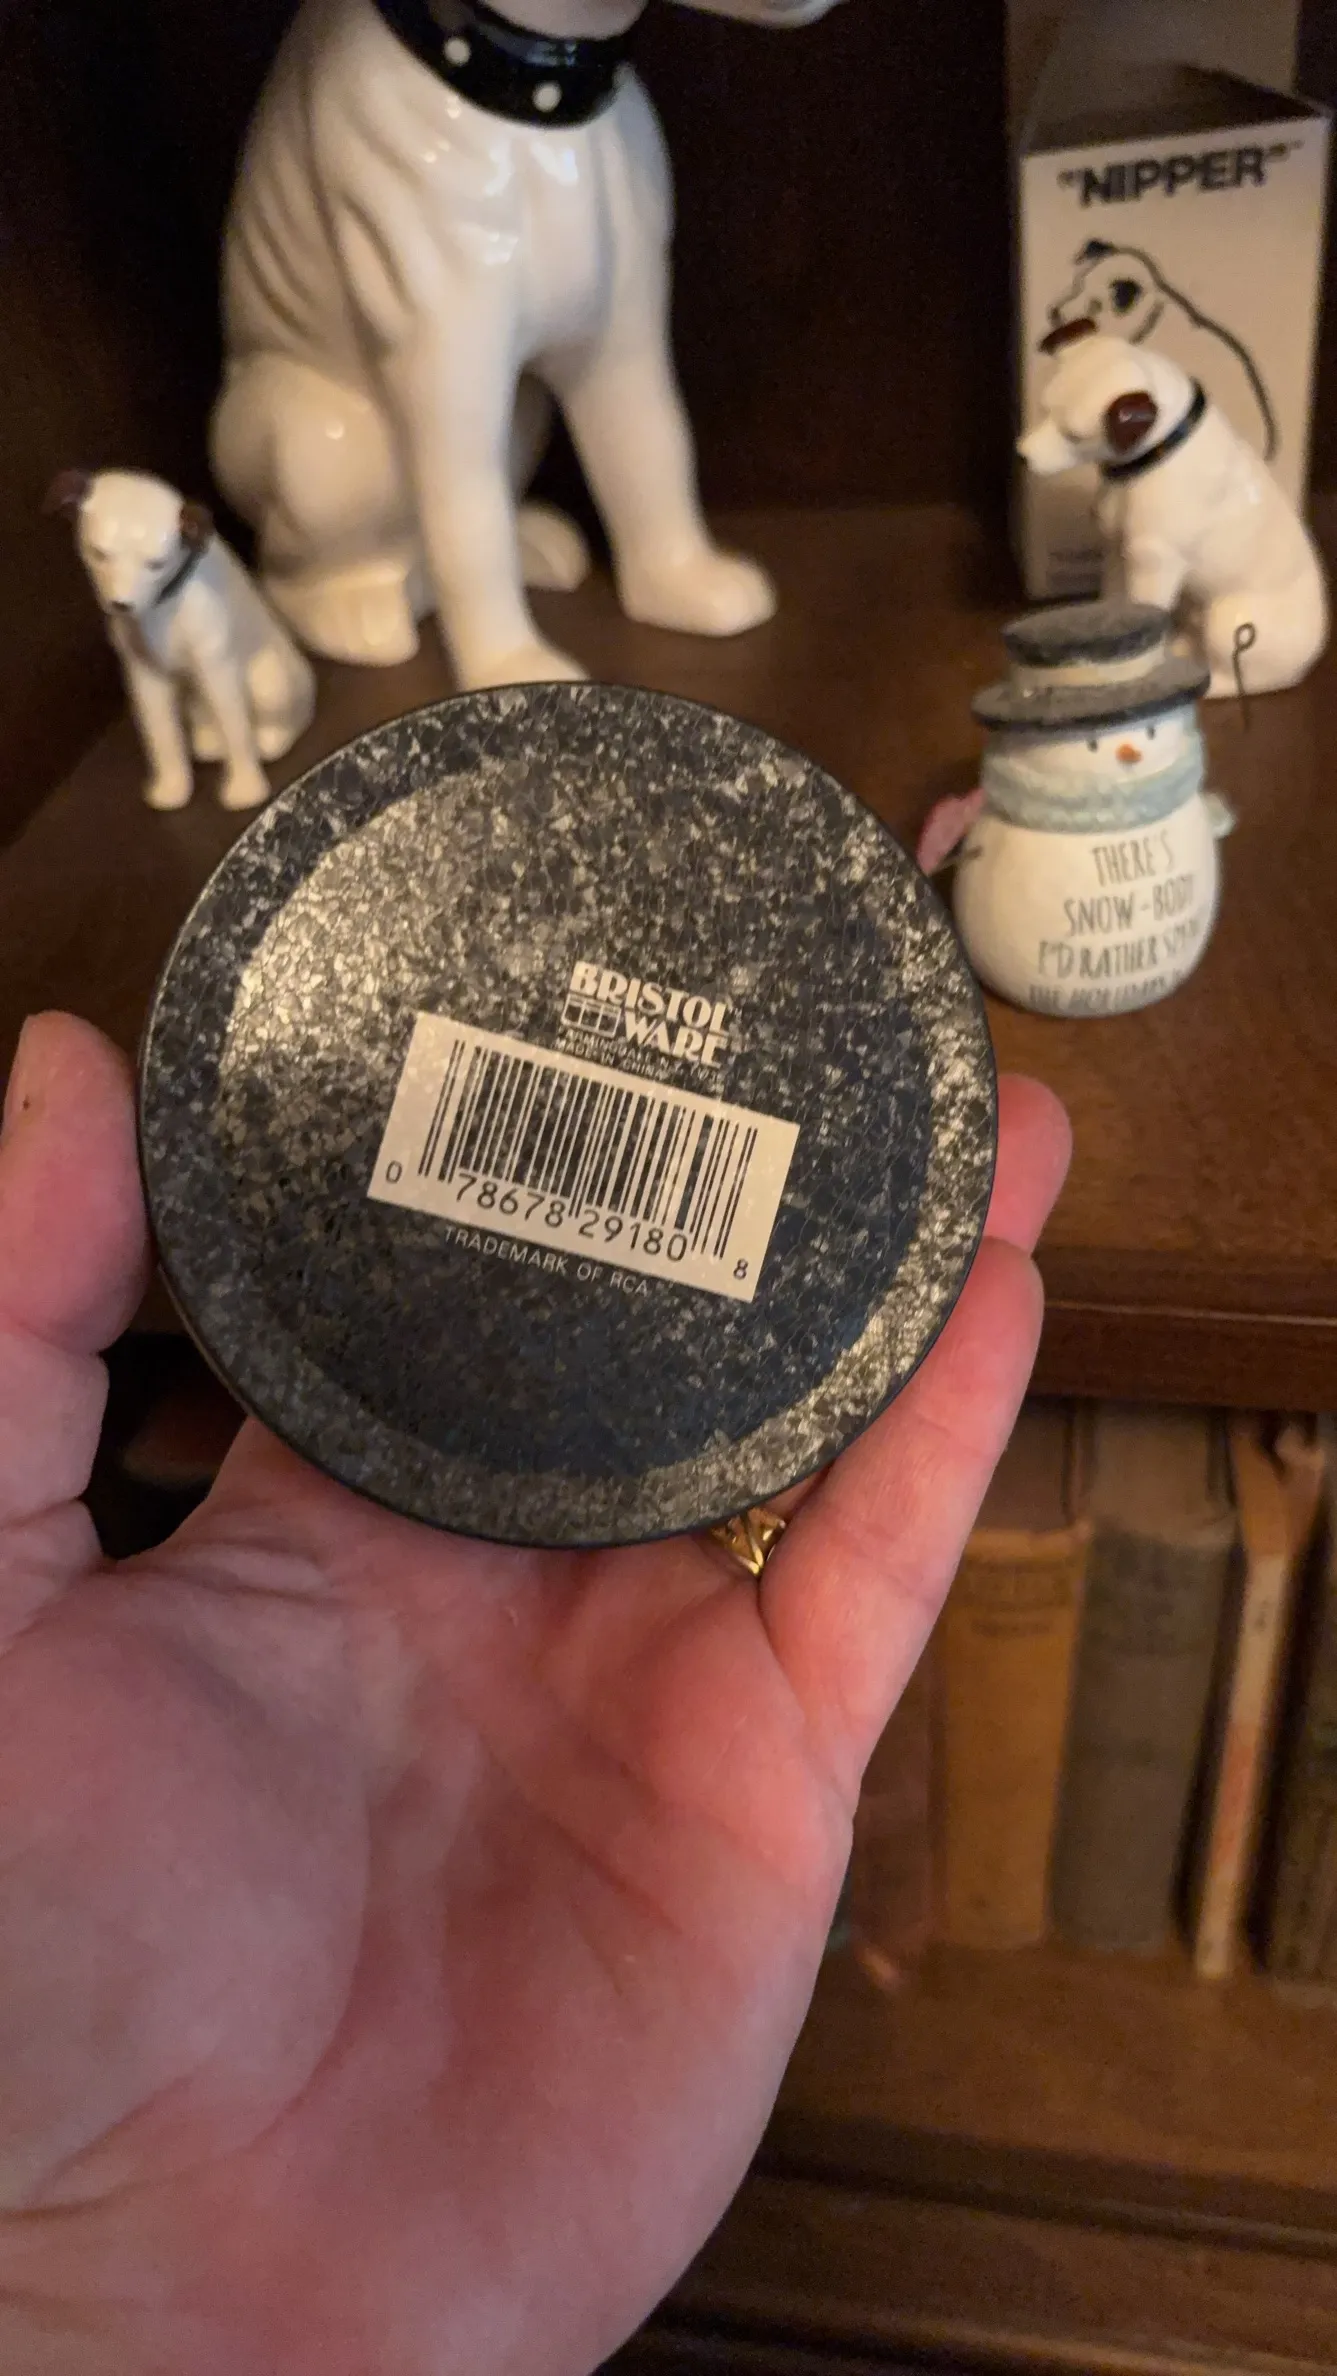 "NIPPER"
THERE'S
SNOW-BODY
I'D RATHER
BRISTOL
WARE
MADE IN CHINA
0 78678 29180 8
TRADEMARK OF RCA